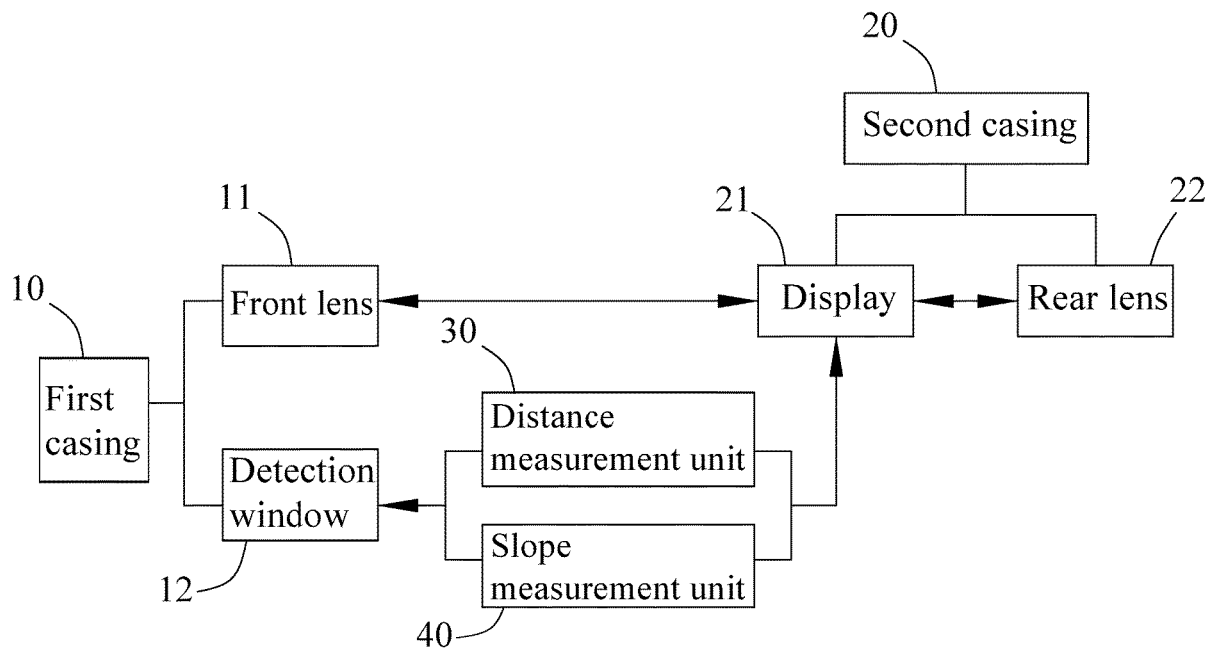 20
Second casing
11
21
22
10
Front lens
Display
Rear lens
30
First
casing
Distance
measurement unit
Detection
window
Slope
measurement unit
12
40